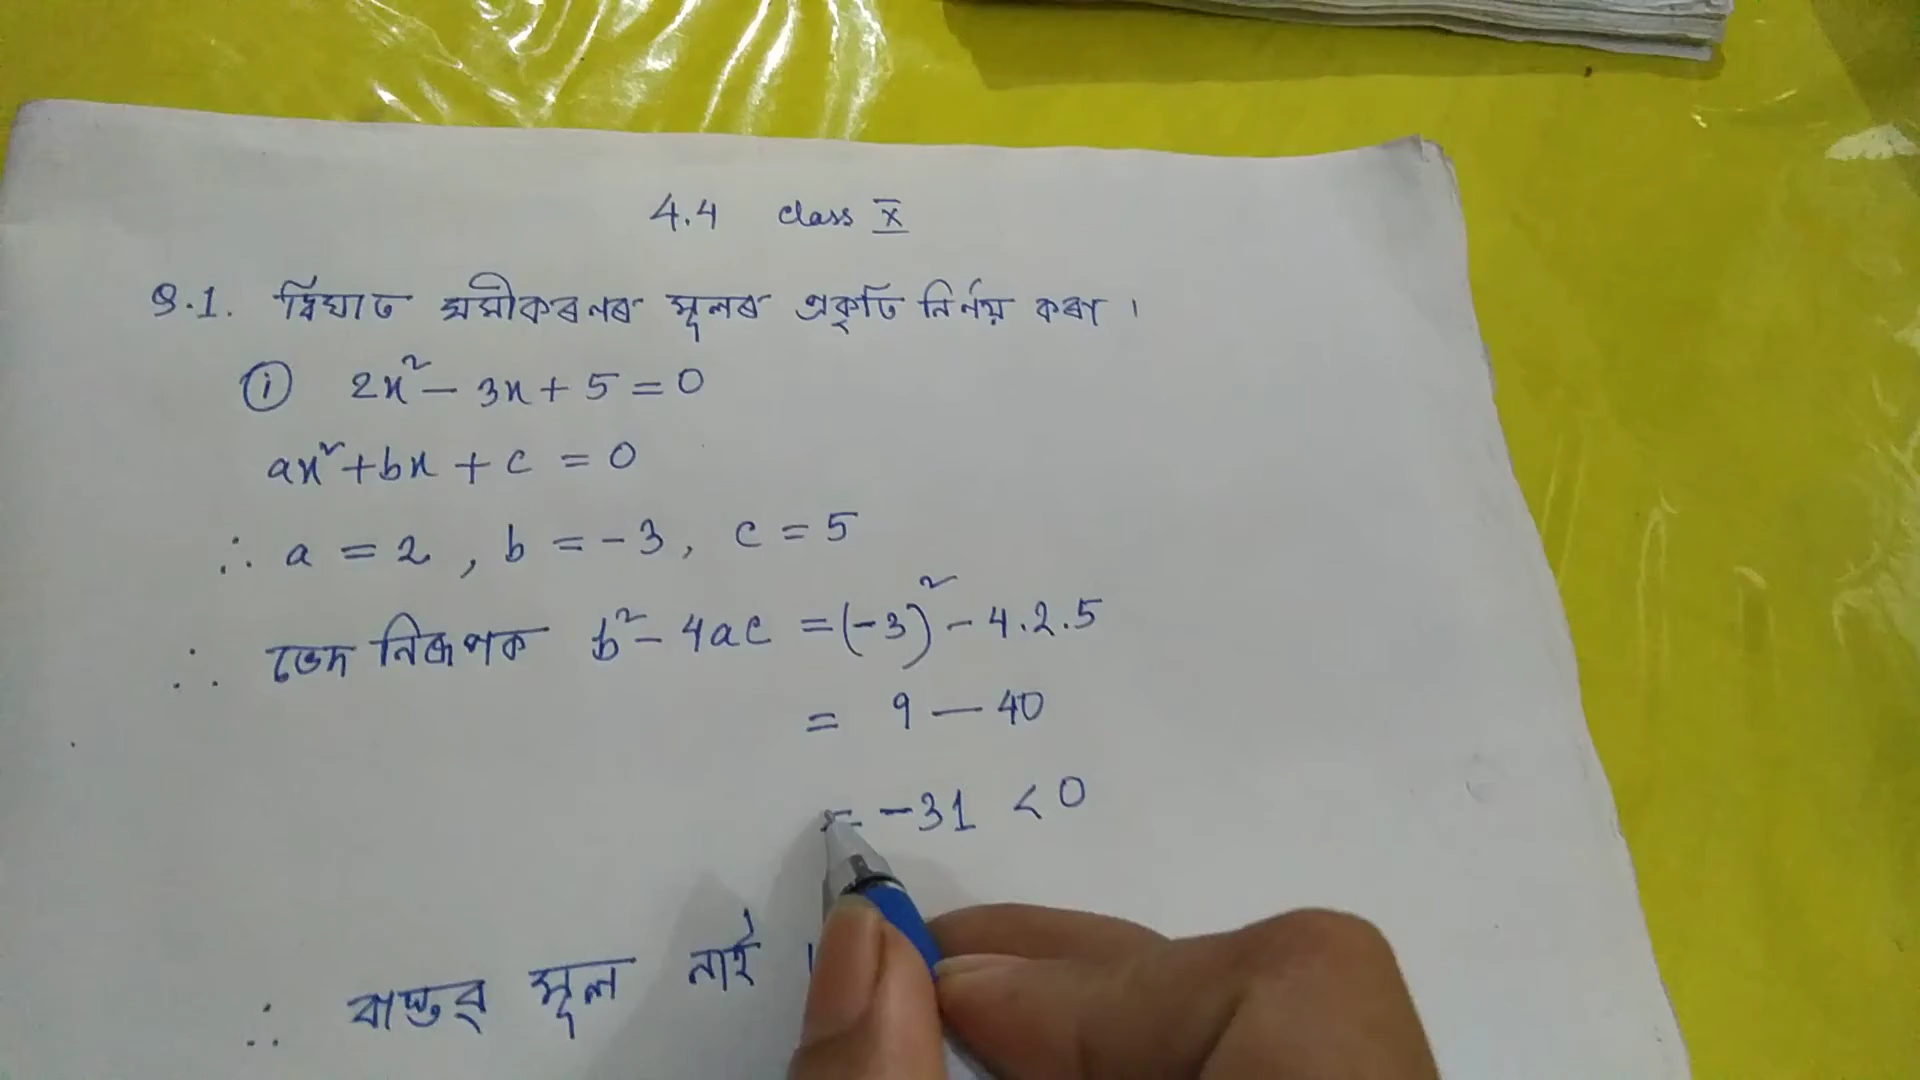 4.4 class X
Q.1. দ্বিঘাত সমীকৰণৰ মূলৰ প্ৰকৃতি নিৰ্ণয় কৰা ।
(i) 2x² - 3x + 5 = 0
ax² + bx + c = 0
∴ a = 2 , b = -3, c = 5
∴ ভেদ নিৰূপক b² - 4ac = (-3)² - 4.2.5
= 9 — 40
= -31 < 0
∴ বাস্তৱ মূল নাই ।